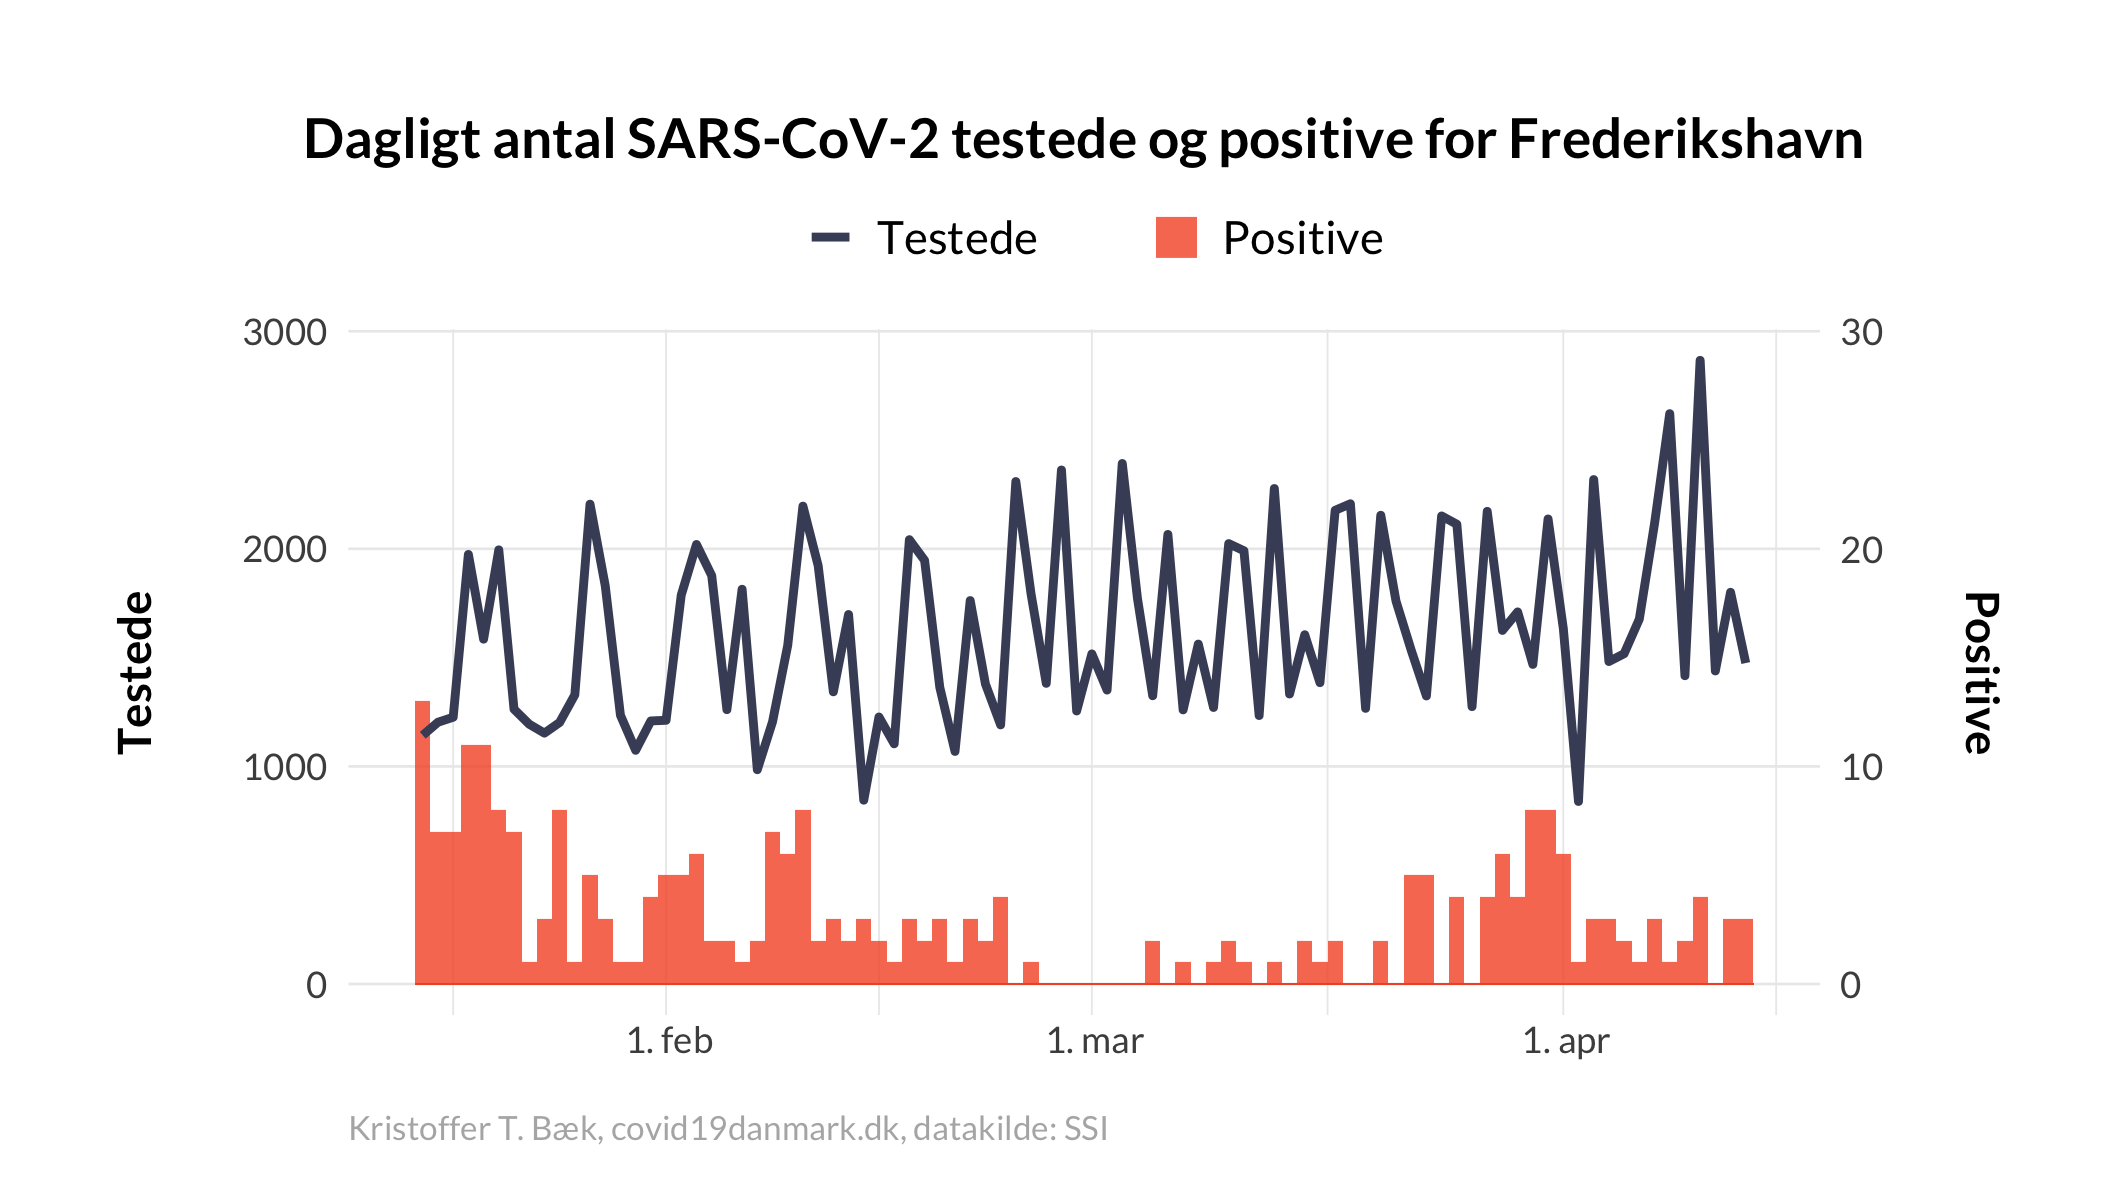 Dagligt antal SARS-CoV-2 testede og positive for Frederikshavn
Testede Positive
3000 30
2000 20
Testede Positive
1000 10
0 0
1. feb 1. mar 1. apr
Kristoffer T. Bæk, covid19danmark.dk, datakilde: SSI